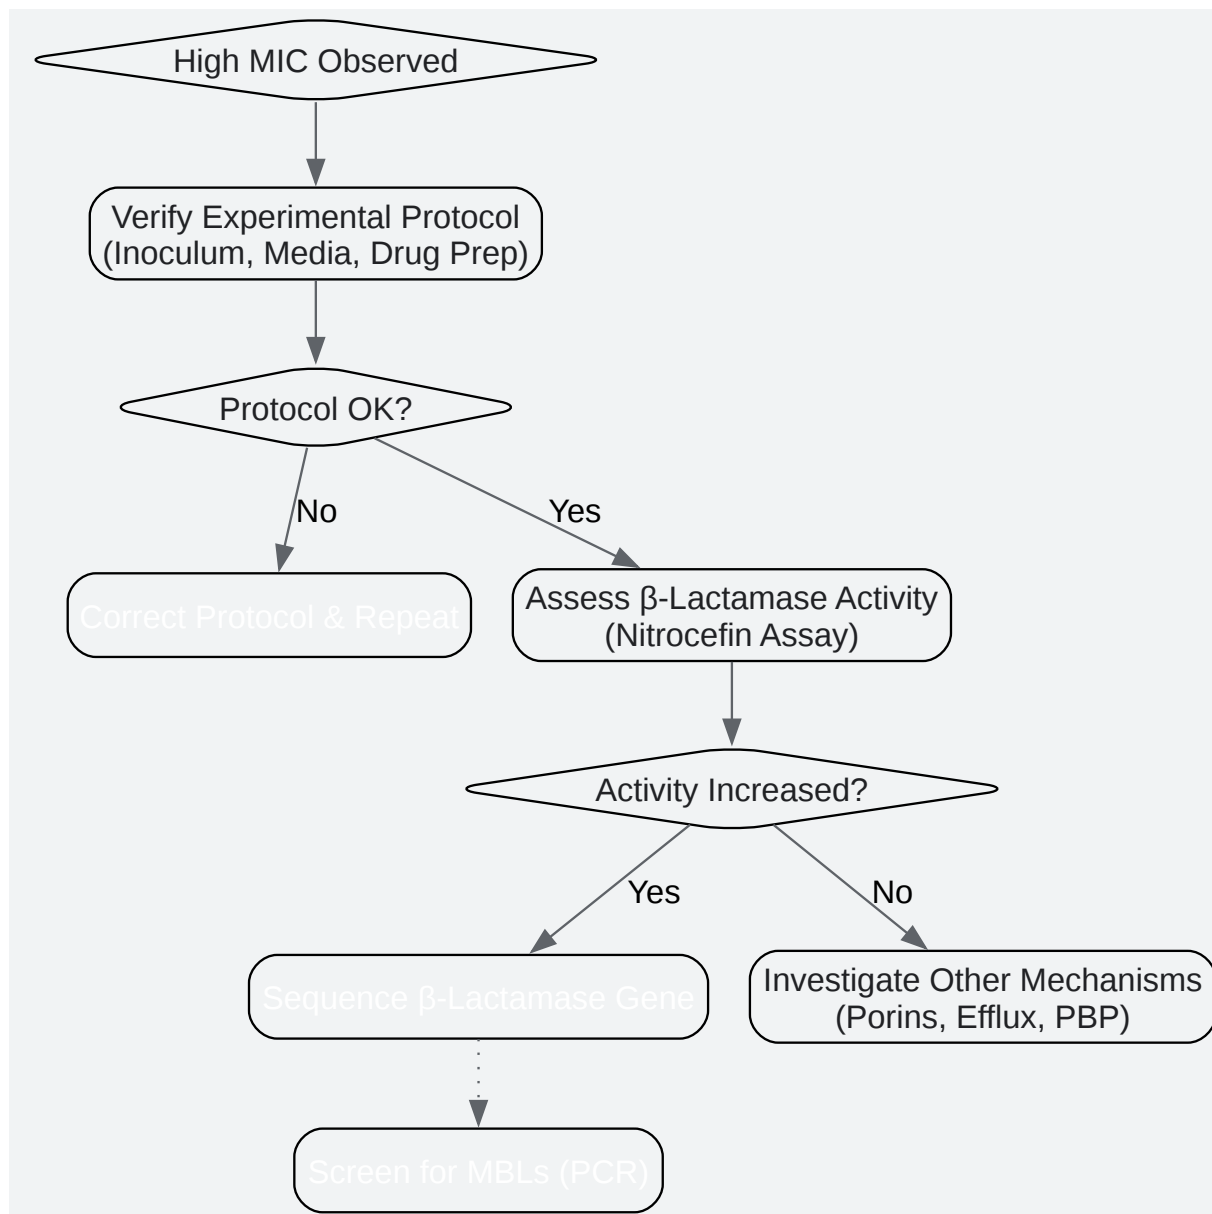 High MIC Observed
Verify Experimental Protocol
(Inoculum, Media, Drug Prep)
Protocol OK?
No
Yes
Correct Protocol & Repeat
Assess β-Lactamase Activity
(Nitrocefin Assay)
Activity Increased?
Yes
No
Sequence β-Lactamase Gene
Investigate Other Mechanisms
(Porins, Efflux, PBP)
Screen for MBLs (PCR)